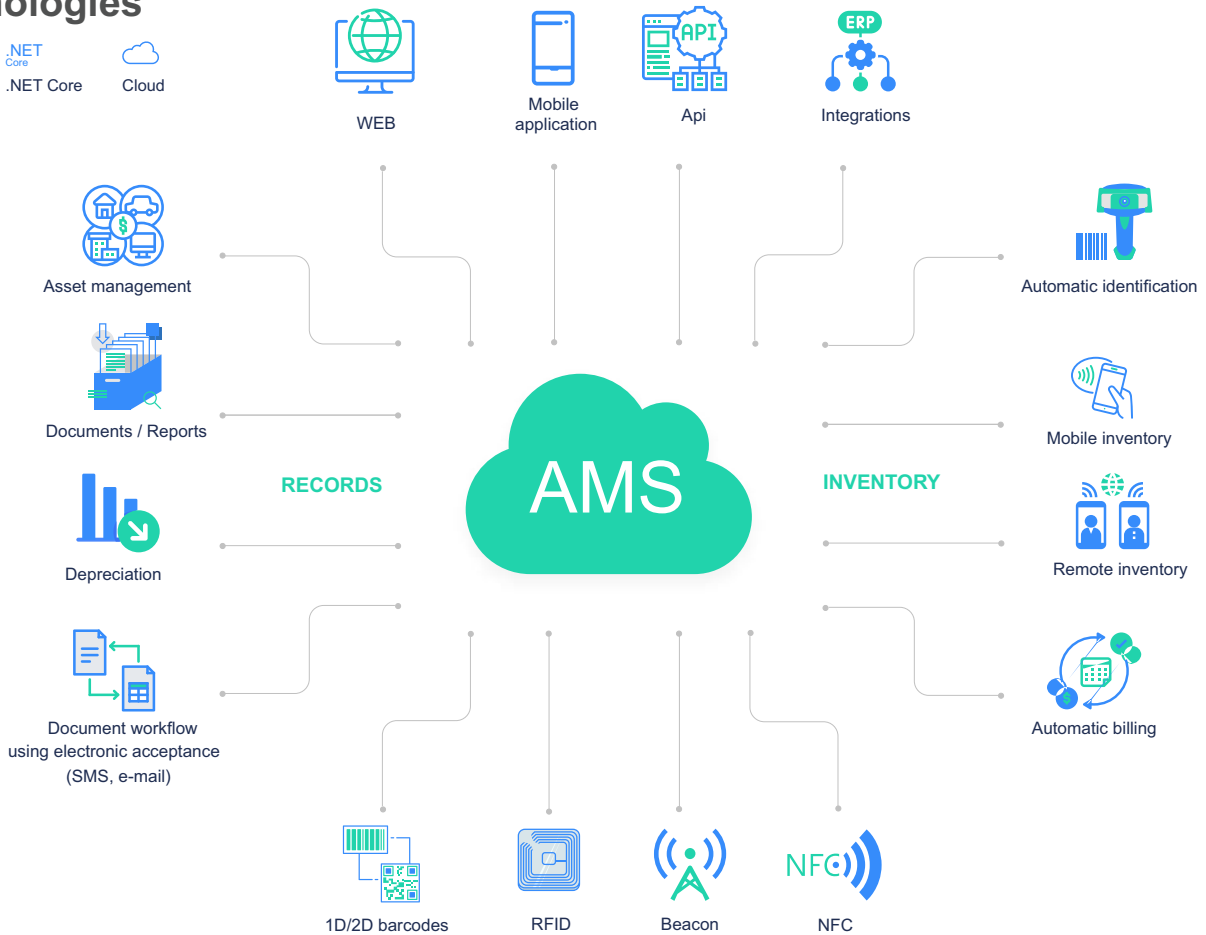 nologies
.NET
Core
.NET Core
Cloud
WEB
Mobile
application
API
Api
ERP
Integrations
Asset management
Automatic identification
Documents / Reports
Mobile inventory
RECORDS
AMS
INVENTORY
Depreciation
Remote inventory
Document workflow
using electronic acceptance
(SMS, e-mail)
Automatic billing
1D/2D barcodes
RFID
Beacon
NFC
NFC